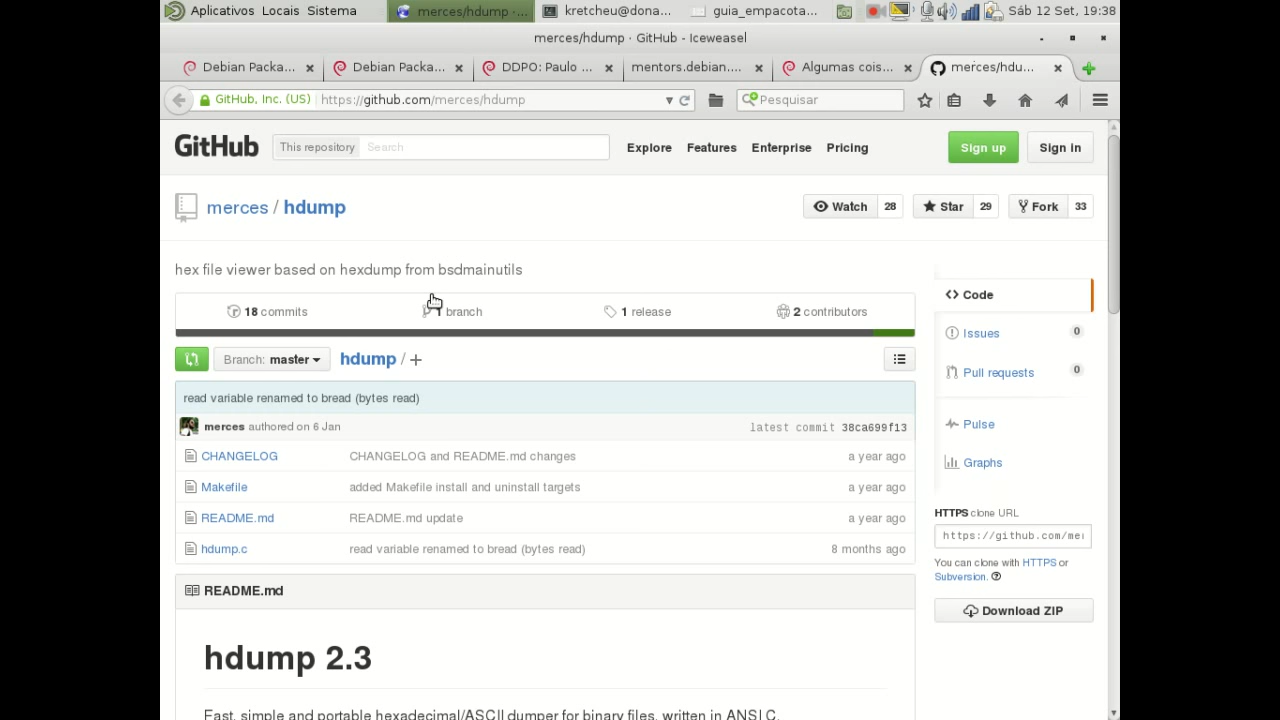 Aplicativos Locais Sistema merces/hdump · ... kretcheu@dona... guia_empacota... Sáb 12 Set, 19:38
merces/hdump · GitHub - Iceweasel
Debian Packa... Debian Packa... DDPO: Paulo ... mentors.debian.... Algumas cois... merces/hdu...
GitHub, Inc. (US) https://github.com/merces/hdump Pesquisar
GitHub This repository Search Explore Features Enterprise Pricing Sign up Sign in
merces / hdump Watch 28 Star 29 Fork 33
hex file viewer based on hexdump from bsdmainutils
18 commits 1 branch 1 release 2 contributors
Branch: master hdump / +
read variable renamed to bread (bytes read)
merces authored on 6 Jan latest commit 38ca699f13
CHANGELOG CHANGELOG and README.md changes a year ago
Makefile added Makefile install and uninstall targets a year ago
README.md README.md update a year ago
hdump.c read variable renamed to bread (bytes read) 8 months ago
README.md
hdump 2.3
Fast, simple and portable hexadecimal/ASCII dumper for binary files, written in ANSI C.
Code
Issues 0
Pull requests 0
Pulse
Graphs
HTTPS clone URL
https://github.com/mer
You can clone with HTTPS or
Subversion.
Download ZIP